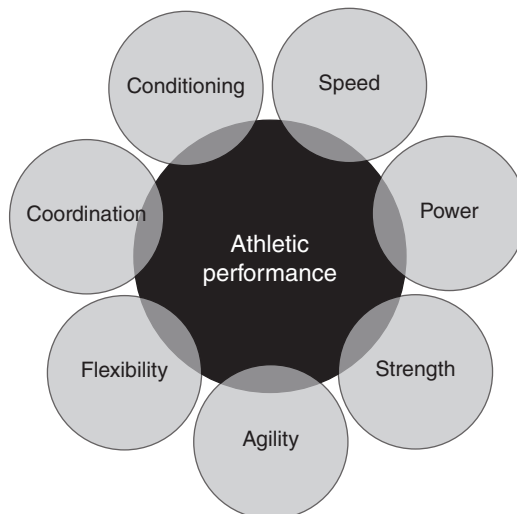 Conditioning
Speed
Coordination
Power
Athletic
performance
Flexibility
Strength
Agility